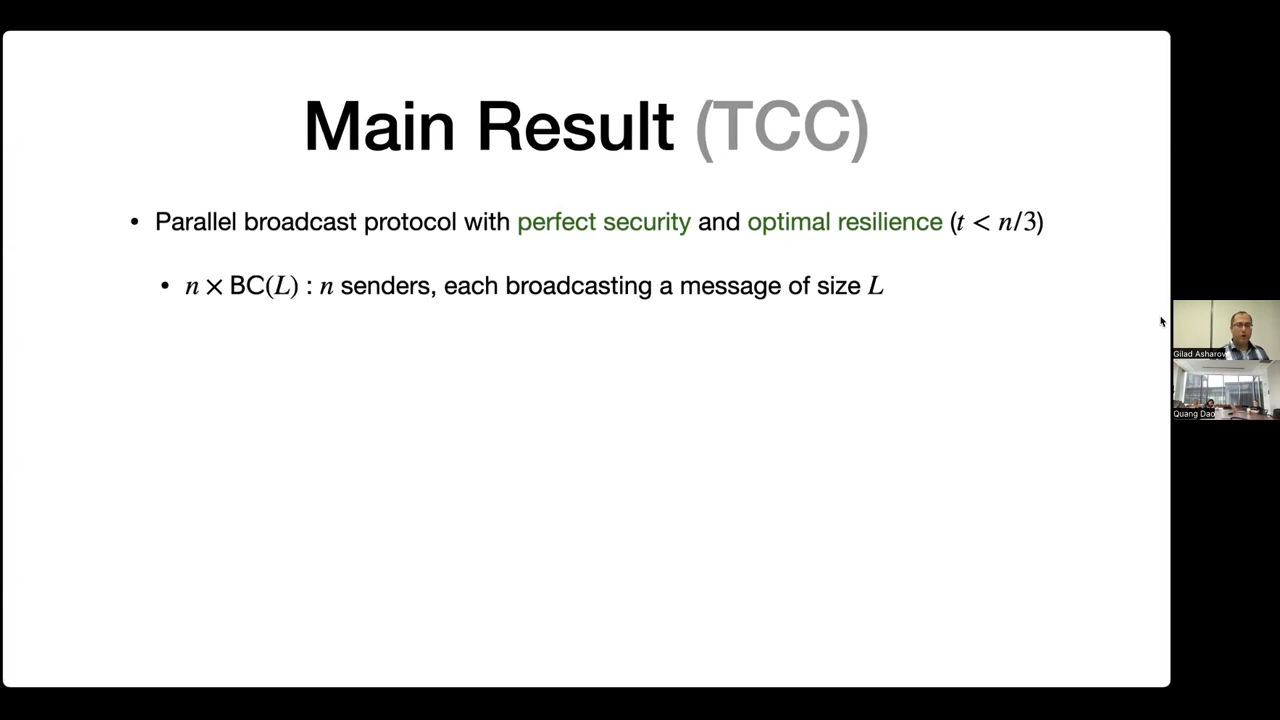 Main Result (TCC)
• Parallel broadcast protocol with perfect security and optimal resilience (t < n/3)
• n × BC(L) : n senders, each broadcasting a message of size L
Gilad Asharov
Quang Dao